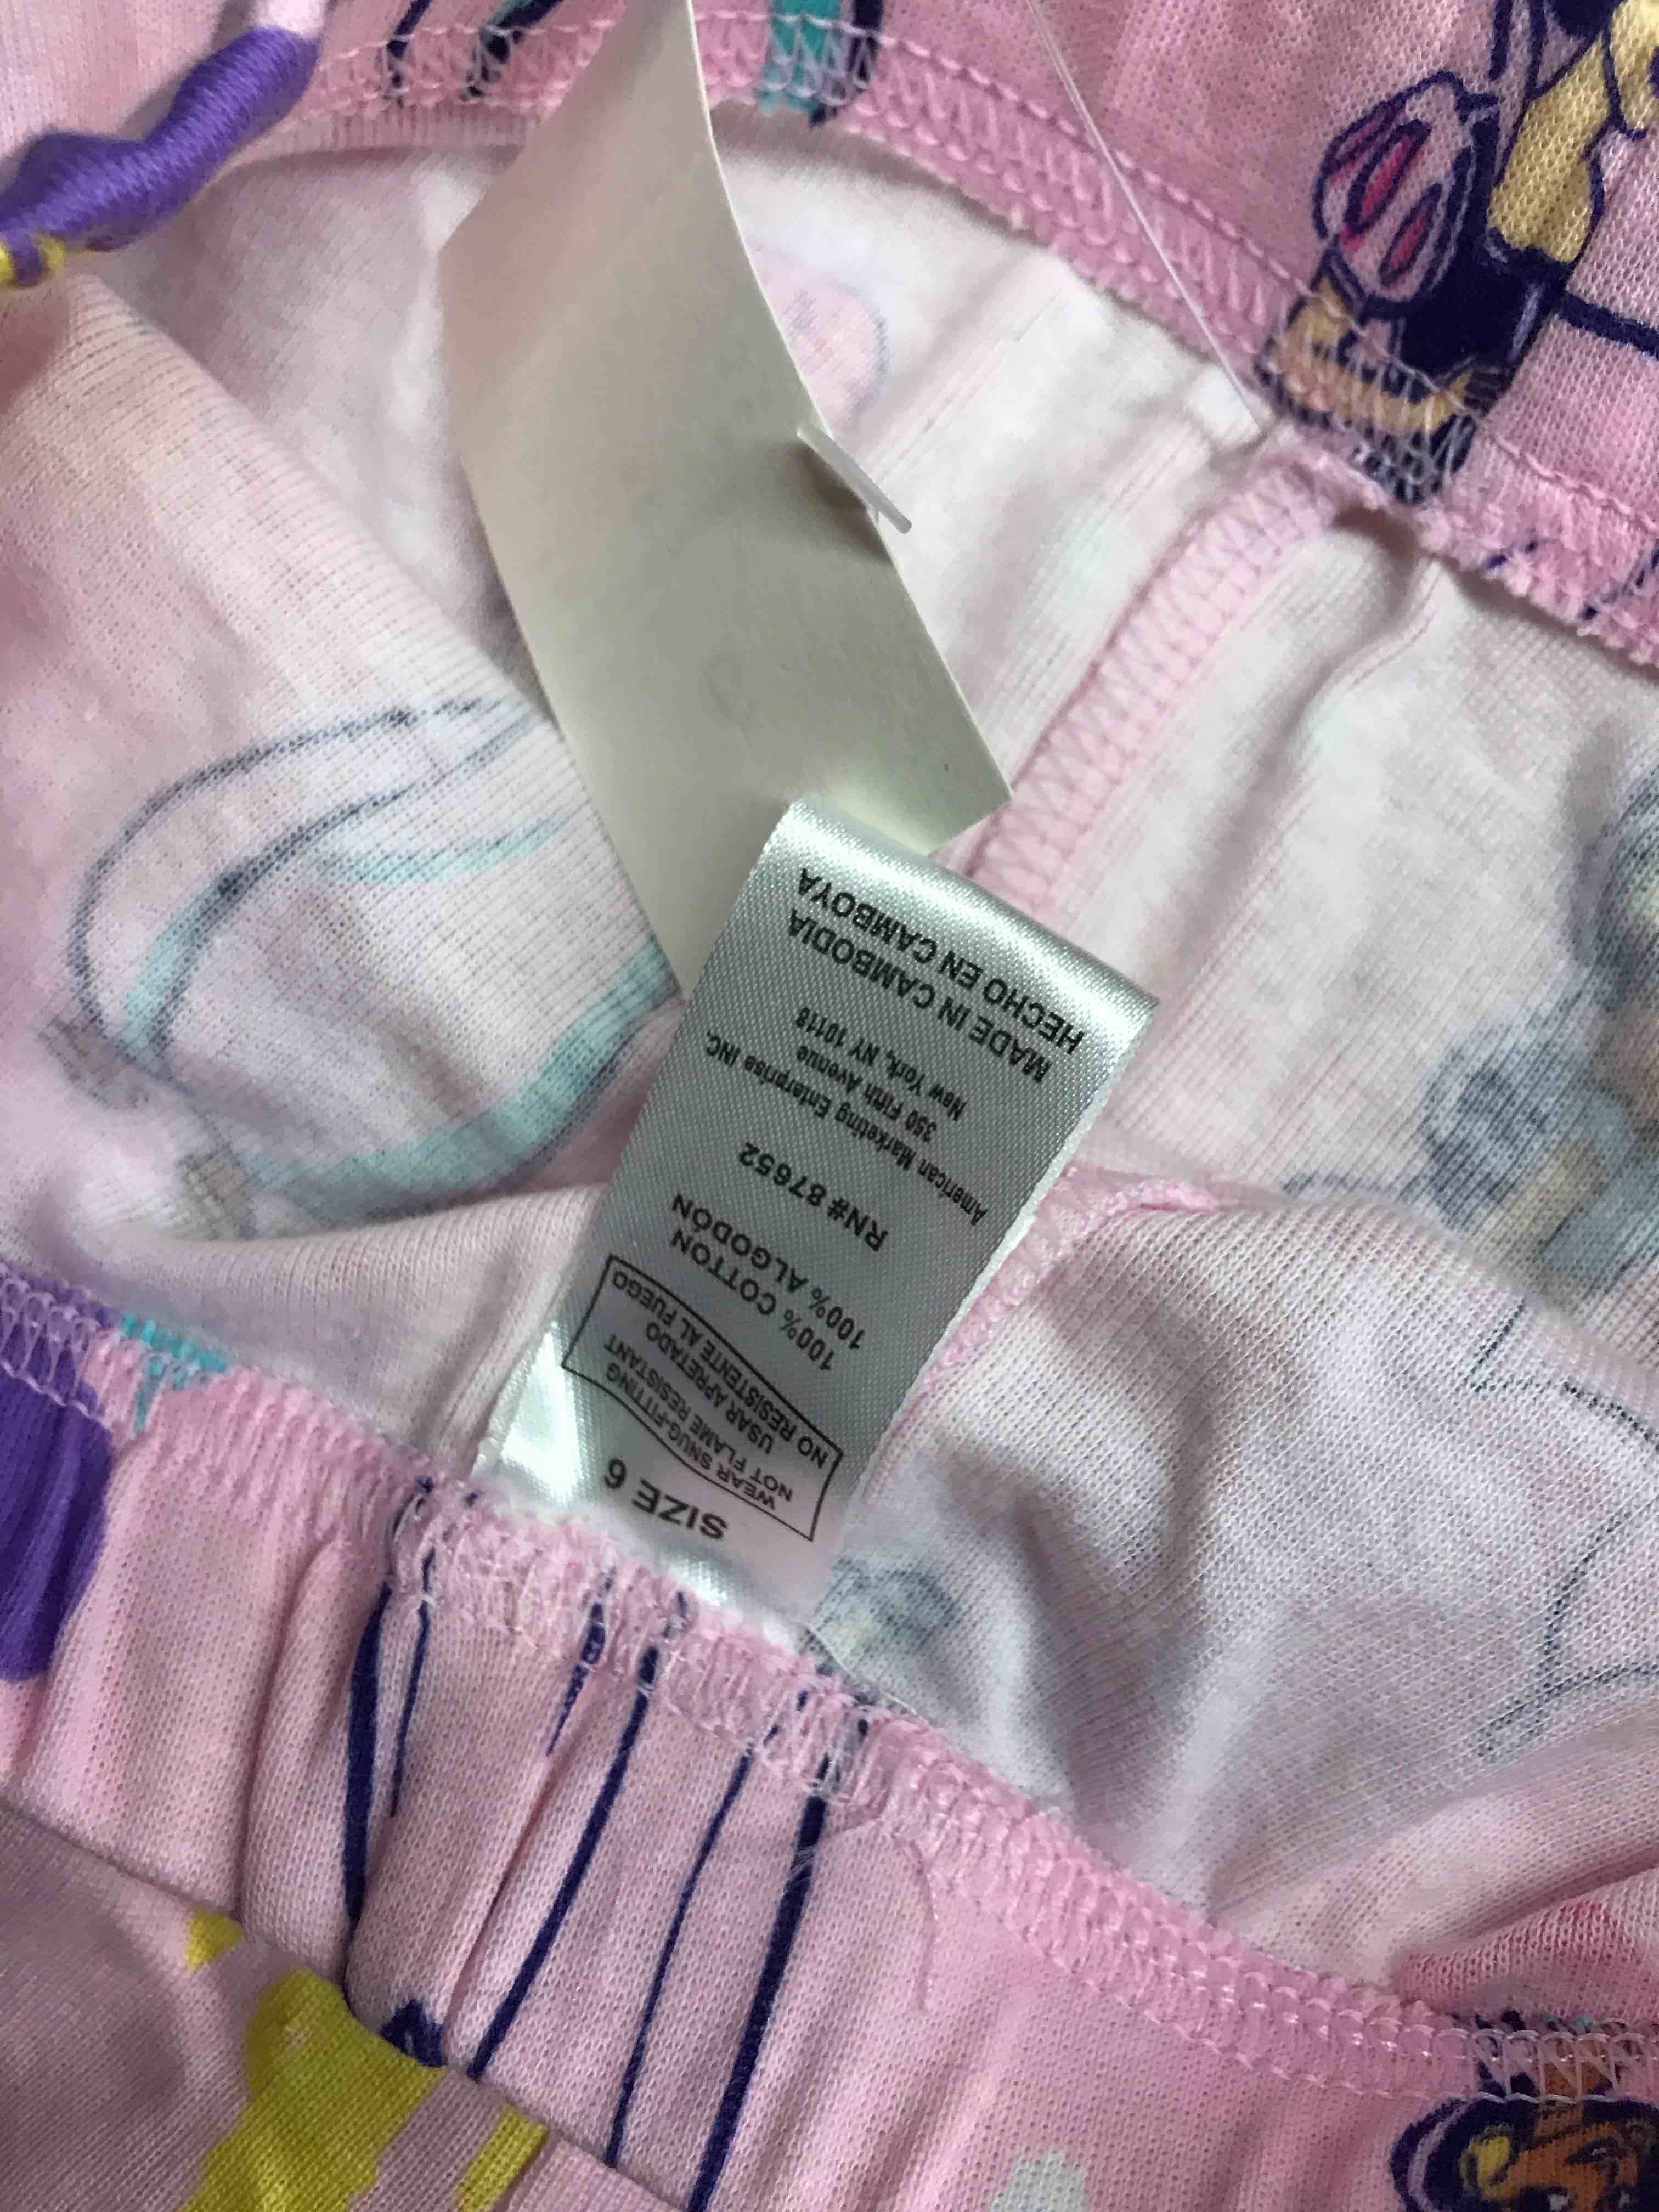 SIZE 6
WEAR SNUG-FITTING
NOT FLAME RESISTANT
USAR APRETADO
NO RESISTENTE AL FUEGO
100% COTTON
100% ALGODÓN
RN# 87652
American Marketing Enterprise INC.
350 Fifth Avenue
New York, NY 10118
MADE IN CAMBODIA
HECHO EN CAMBOYA